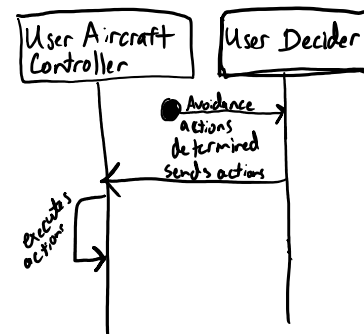 User Aircraft
Controller
User Decider
Avoidance
actions
determined
sends actions
executes
actions